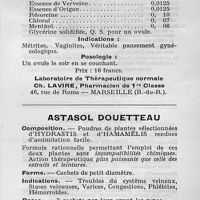 Essence de Verveine 0,0125
Essence d'Origan 0,0125
Edisorol 0,12
Chloral 0,07
Menthol 0,06
Glycérine solidifiée, Q. S. pour un ovule.
Indications :
Métrites, Vaginites, Véritable pansement gyné-
cologique.
Posologie :
Un ovule le soir en se couchant.
Prix : 16 francs.
Laboratoire de Thérapeutique normale
Ch. LAVIRE, Pharmacien de 1re Classe
46, rue de Rome — MARSEILLE (B.-du-R.).
ASTASOL DOUETTEAU
Composition. — Poudres de plantes sélectionnées
d'HYDRASTIS et d'HAMAMÉLIS rendues
d'assimilation facile.
Formule rationnelle permettant l'emploi de ces
deux plantes sans incompatibilités chimiques.
Action thérapeutique plus puissante que celle des
extraits et teintures.
Forme. — Cachets de petit diamètre.
Indications. — Troubles du système veineux,
Stases veineuses, Varices, Congestions, Phlébites,
Hémorroïdes.